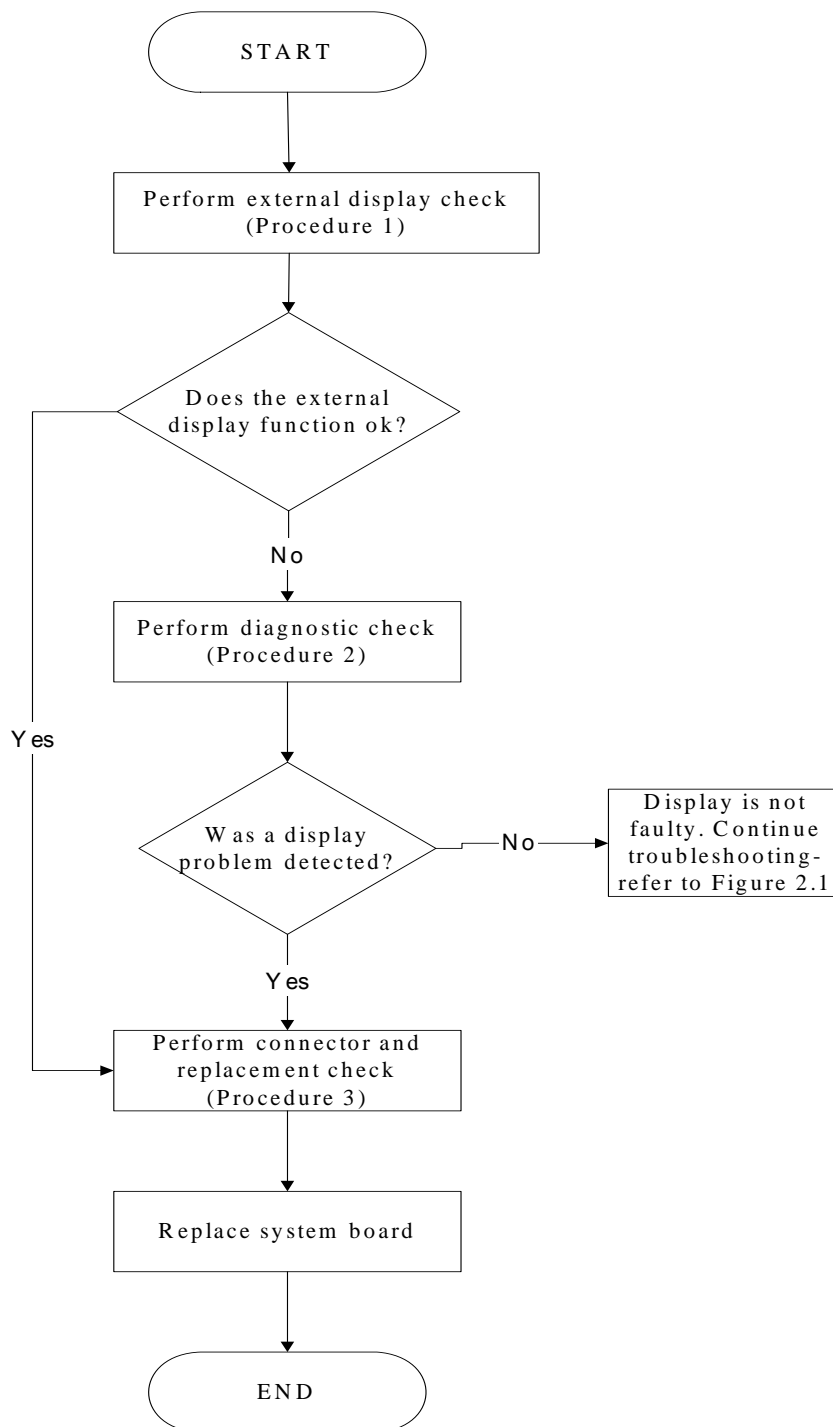 START
Perform external display check
(Procedure 1)
Does the external
display function ok?
No
Perform diagnostic check
(Procedure 2)
Yes
Was a display
problem detected?
No
Display is not
faulty. Continue
troubleshooting-
refer to Figure 2.1
Yes
Perform connector and
replacement check
(Procedure 3)
Replace system board
END